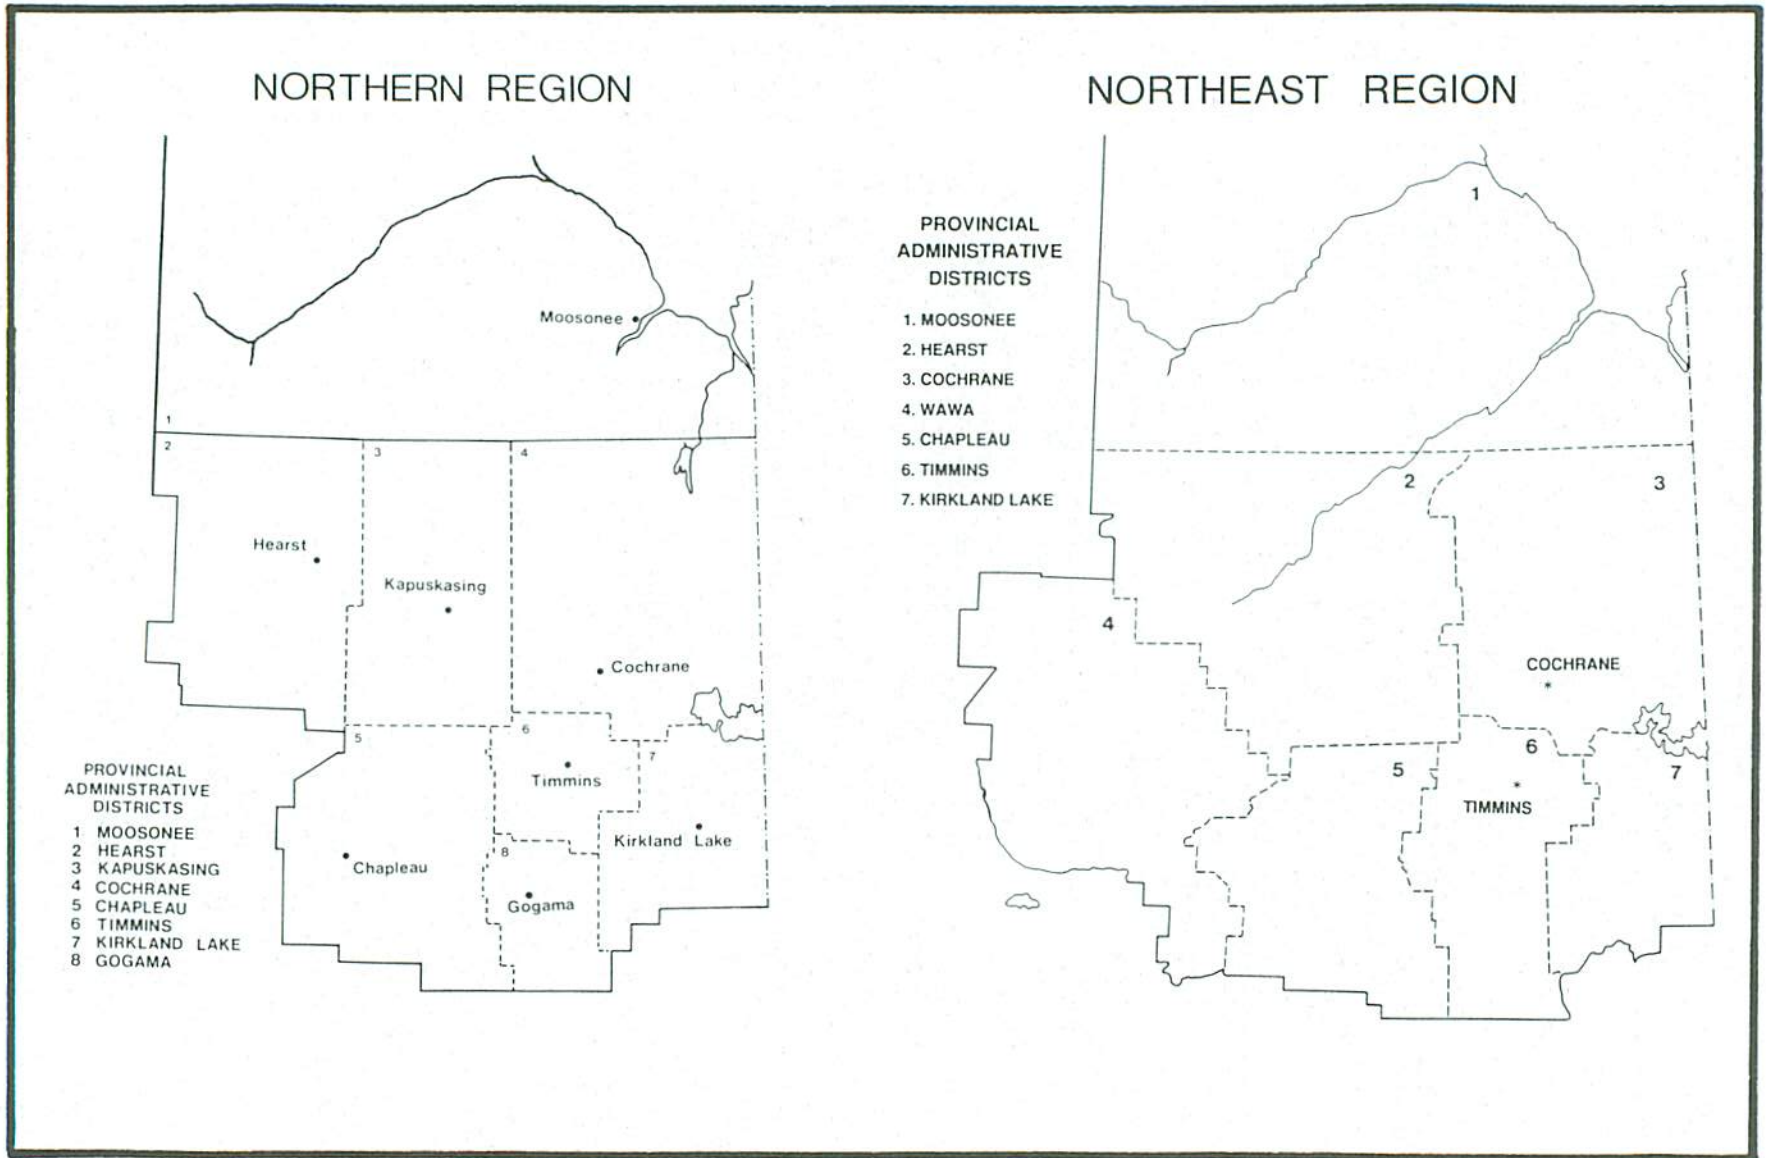 NORTHERN REGION
Moosonee
1
2
3
4
Hearst
Kapuskasing
Cochrane
5
6
7
Timmins
Kirkland Lake
8
Chapleau
Gogama
PROVINCIAL
ADMINISTRATIVE
DISTRICTS
1 MOOSONEE
2 HEARST
3 KAPUSKASING
4 COCHRANE
5 CHAPLEAU
6 TIMMINS
7 KIRKLAND LAKE
8 GOGAMA
NORTHEAST REGION
PROVINCIAL
ADMINISTRATIVE
DISTRICTS
1. MOOSONEE
2. HEARST
3. COCHRANE
4. WAWA
5. CHAPLEAU
6. TIMMINS
7. KIRKLAND LAKE
1
2
3
4
COCHRANE
*
6
5
7
*
TIMMINS